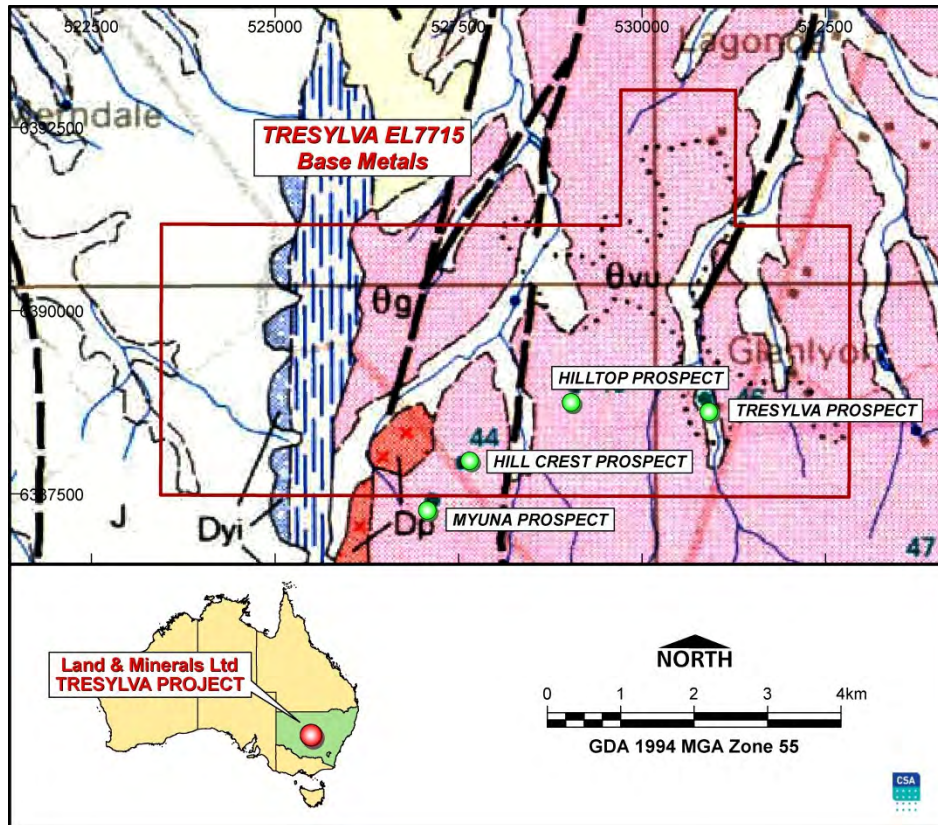 522500
525000
527500
530000
532500
Lagonda
Merndale
6392500
TRESYLVA EL7715
Base Metals
θg
θvu
6390000
Glenlyon
HILLTOP PROSPECT
46
TRESYLVA PROSPECT
44
HILL CREST PROSPECT
6387500
J
Dyi
Dp
MYUNA PROSPECT
47
Land & Minerals Ltd
TRESYLVA PROJECT
NORTH
0 1 2 3 4km
GDA 1994 MGA Zone 55
CSA